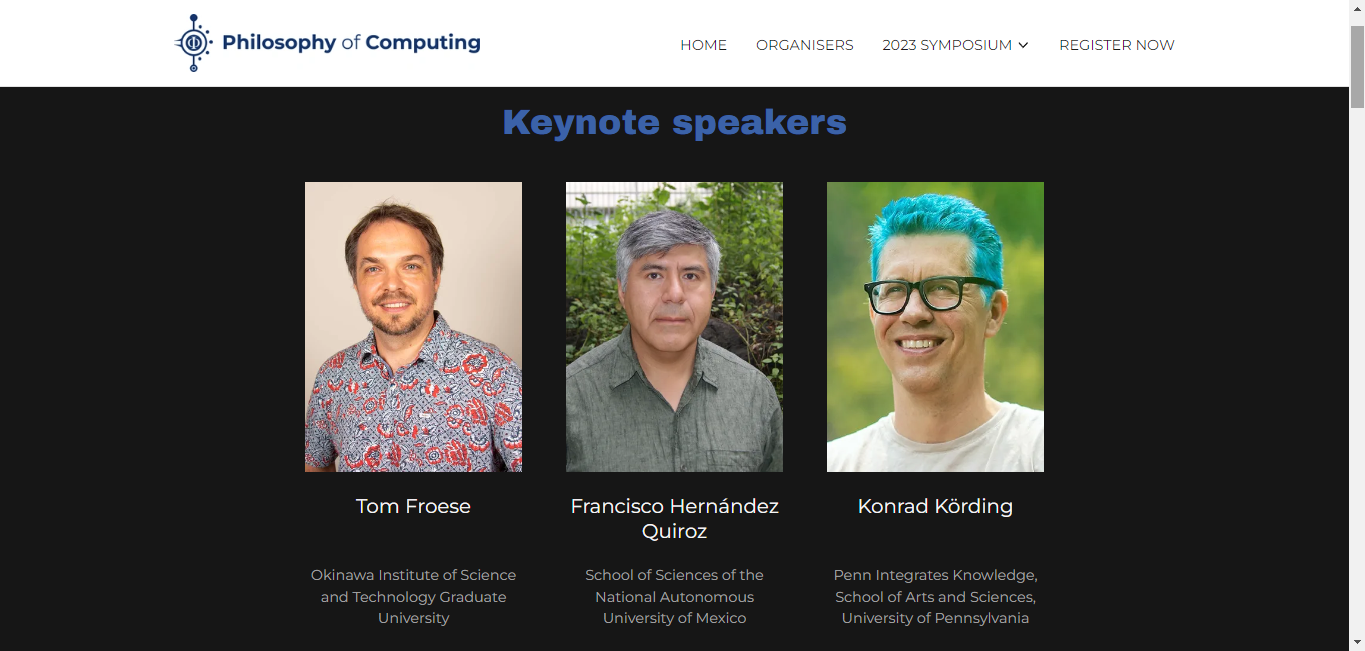 Philosophy of Computing
HOME
ORGANISERS
2023 SYMPOSIUM
REGISTER NOW
Keynote speakers
Tom Froese
Okinawa Institute of Science
and Technology Graduate
University
Francisco Hernández
Quiroz
School of Sciences of the
National Autonomous
University of Mexico
Konrad Körding
Penn Integrates Knowledge,
School of Arts and Sciences,
University of Pennsylvania